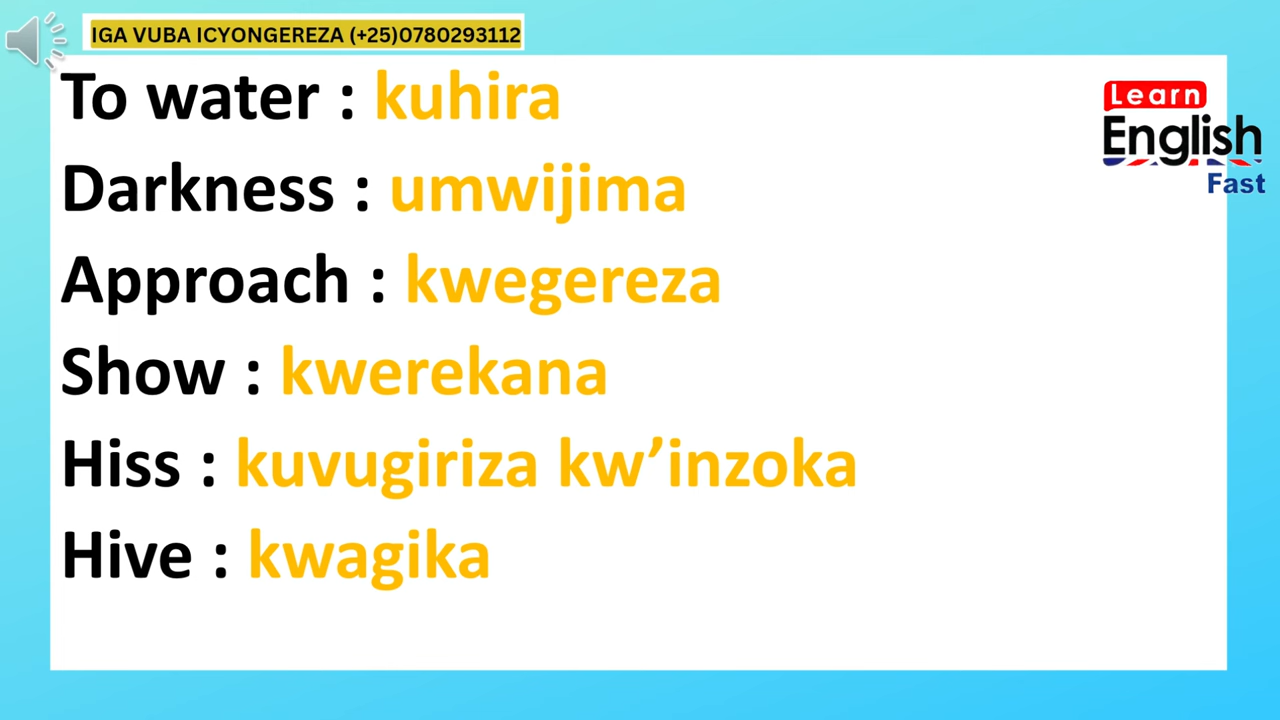 IGA VUBA ICYONGEREZA (+25)0780293112
To water : kuhira
Darkness : umwijima
Approach : kwegereza
Show : kwerekana
Hiss : kuvugiriza kw’inzoka
Hive : kwagika
Learn
English
Fast